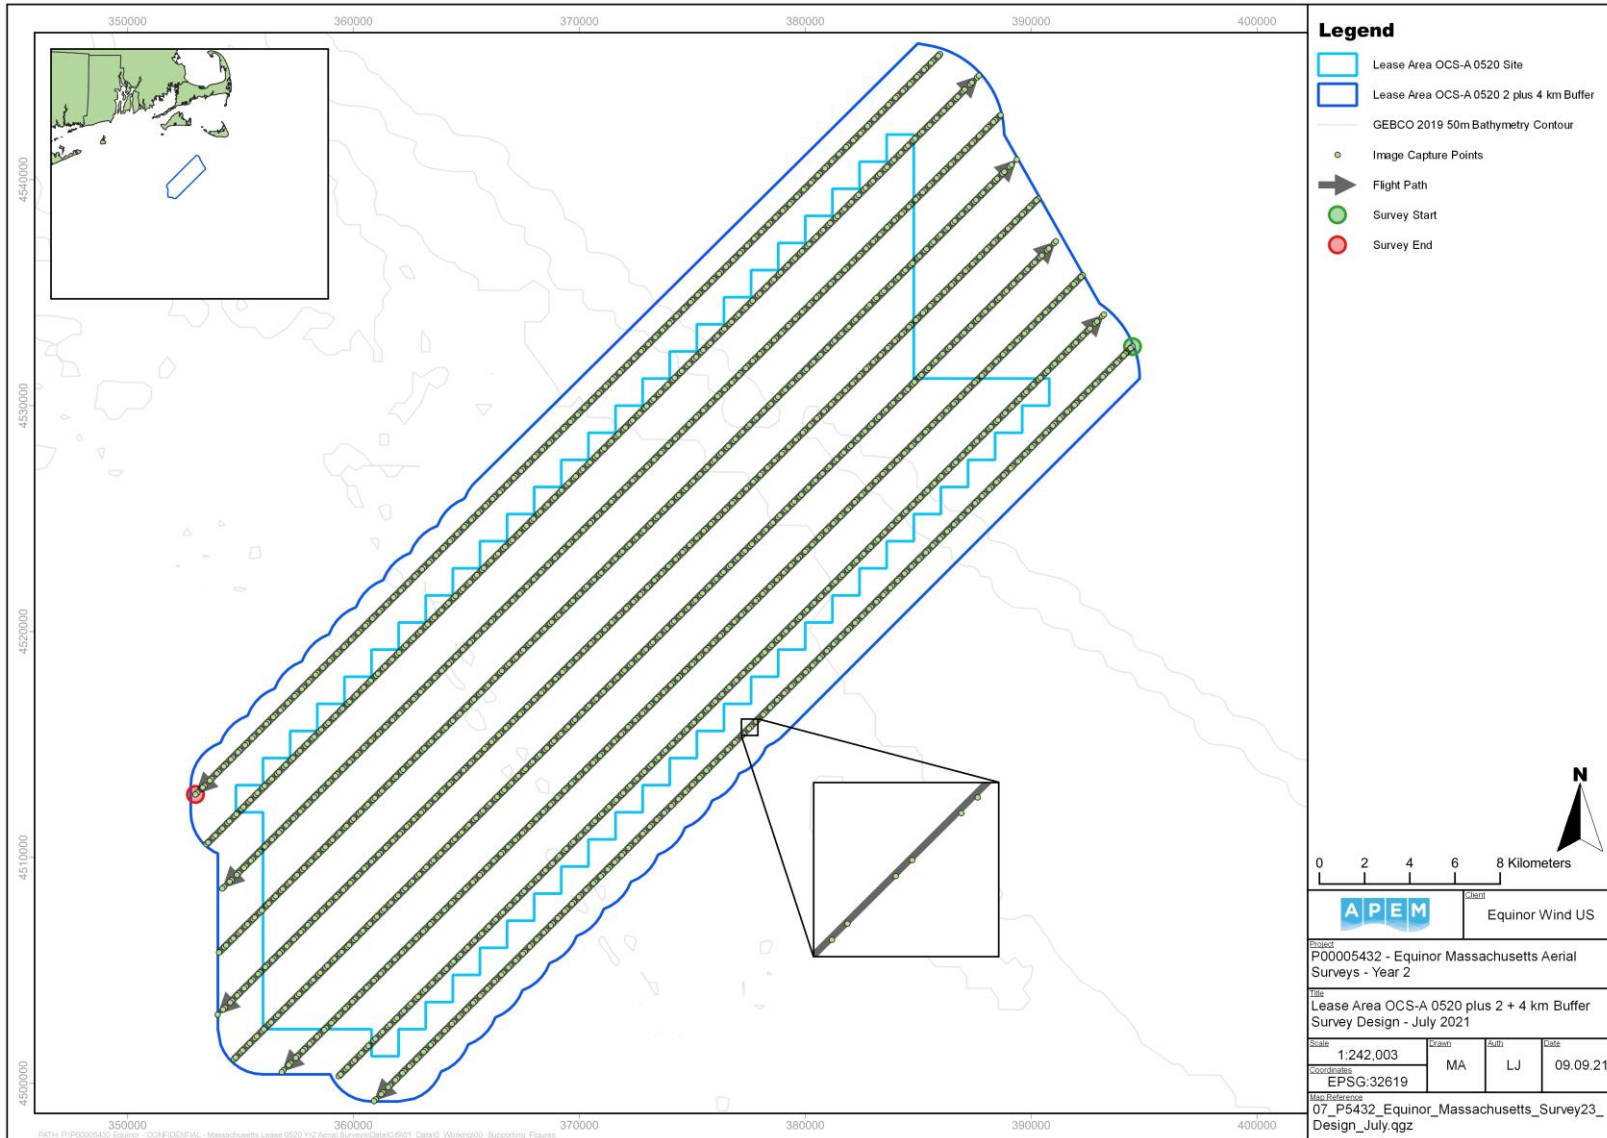 350000 360000 370000 380000 390000 400000
4540000
4530000
4520000
4510000
4500000
350000 360000 370000 380000 390000 400000
Legend
Lease Area OCS-A 0520 Site
Lease Area OCS-A 0520 2 plus 4 km Buffer
GEBCO 2019 50m Bathymetry Contour
Image Capture Points
Flight Path
Survey Start
Survey End
N
0 2 4 6 8 Kilometers
APEM
Client
Equinor Wind US
Project
P00005432 - Equinor Massachusetts Aerial
Surveys - Year 2
Title
Lease Area OCS-A 0520 plus 2 + 4 km Buffer
Survey Design - July 2021
Scale
1:242,003
Drawn
MA
Auth
LJ
Date
09.09.21
Coordinates
EPSG:32619
Map Reference
07_P5432_Equinor_Massachusetts_Survey23_
Design_July.qgz